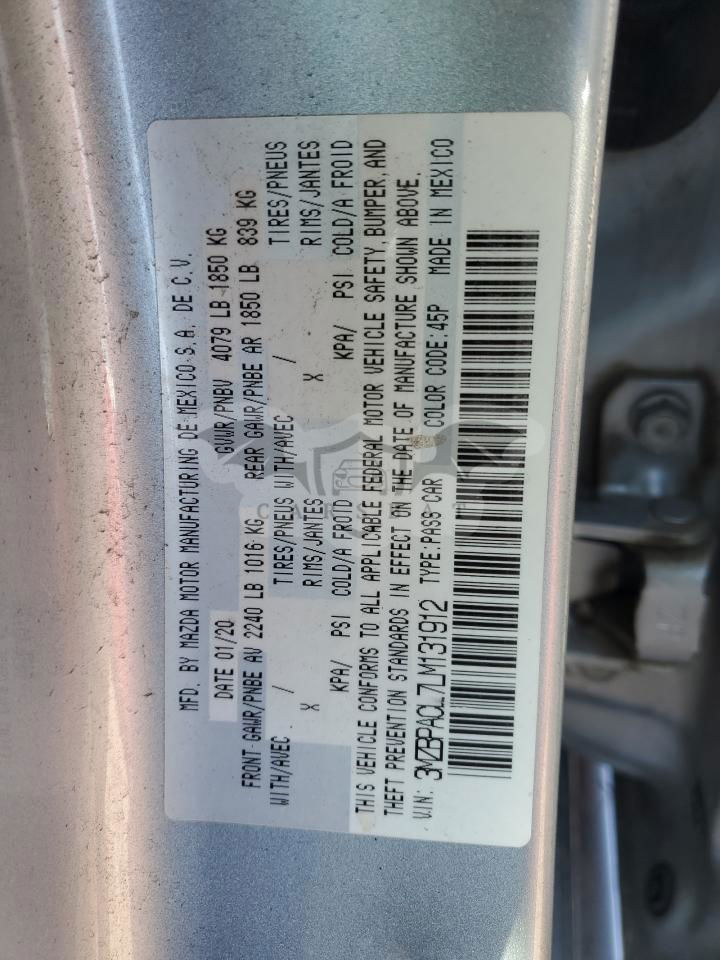 MFD. BY MAZDA MOTOR MANUFACTURING DE MEXICO S.A. DE C.V.
DATE 01/20 GVWR/PNBV 4079 LB 1850 KG
FRONT GAWR/PNBE AV 2240 LB 1016 KG REAR GAWR/PNBE AR 1850 LB 839 KG
WITH/AVEC . / TIRES/PNEUS WITH/AVEC / TIRES/PNEUS
X RIMS/JANTES X RIMS/JANTES
KPA/ PSI COLD/A FROID KPA/ PSI COLD/A FROID
THIS VEHICLE CONFORMS TO ALL APPLICABLE FEDERAL MOTOR VEHICLE SAFETY, BUMPER, AND
THEFT PREVENTION STANDARDS IN EFFECT ON THE DATE OF MANUFACTURE SHOWN ABOVE.
VIN: 3MZBPACL7LM131912 TYPE:PASS CAR COLOR CODE:45P MADE IN MEXICO